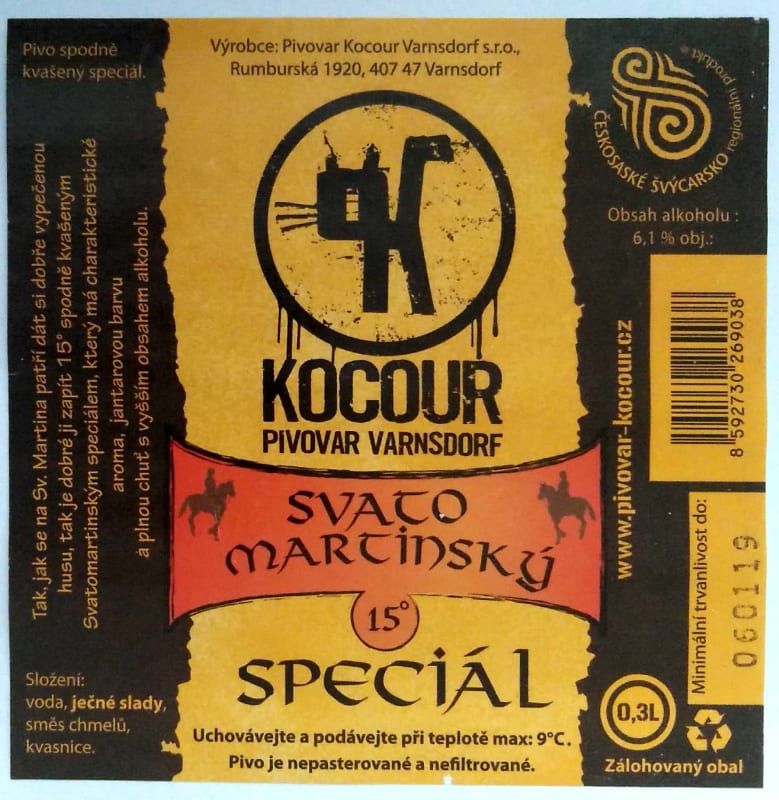 Pivo spodně
kvašený speciál.
Tak, jak se na Sv. Martina patří dát si dobře vypečenou
husu, tak je dobré ji zapít 15° spodně kvašeným
Svatomartinským speciálem, který má charakteristické
aroma, jantarovou barvu
a plnou chuť s vyšším obsahem alkoholu.
Složení:
voda, ječné slady,
směs chmelů,
kvasnice.
Výrobce: Pivovar Kocour Varnsdorf s.r.o.,
Rumburská 1920, 407 47 Varnsdorf
KOCOUR
PIVOVAR VARNSDORF
SVATO
MARTINSKÝ
15°
SPECIÁL
Uchovávejte a podávejte při teplotě max: 9°C.
Pivo je nepasterované a nefiltrované.
ČESKOSASKÉ ŠVÝCARSKO regionální produkt®
Obsah alkoholu :
6,1 % obj.:
www.pivovar-kocour.cz
8 592730 269038
Minimální trvanlivost do:
060119
0,3L
Zálohovaný obal